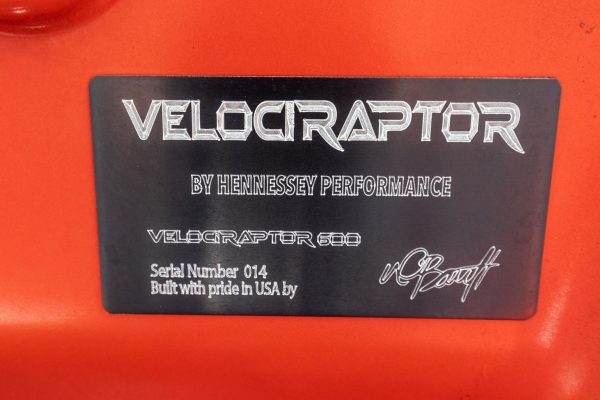 VELOCIRAPTOR
BY HENNESSEY PERFORMANCE
VELOCIRAPTOR 600
Serial Number 014
Built with pride in USA by